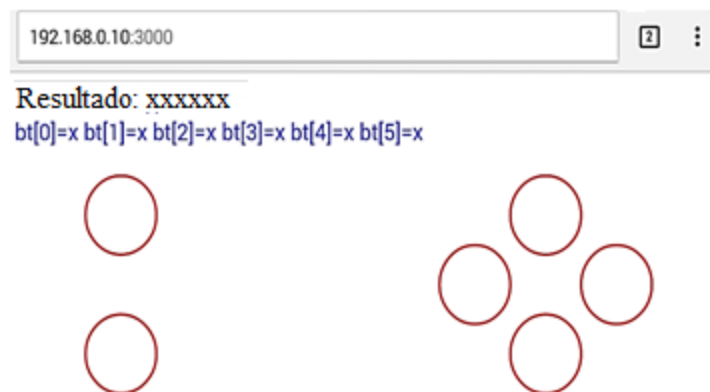 192.168.0.10:3000 2
Resultado: xxxxxx
bt[0]=x bt[1]=x bt[2]=x bt[3]=x bt[4]=x bt[5]=x